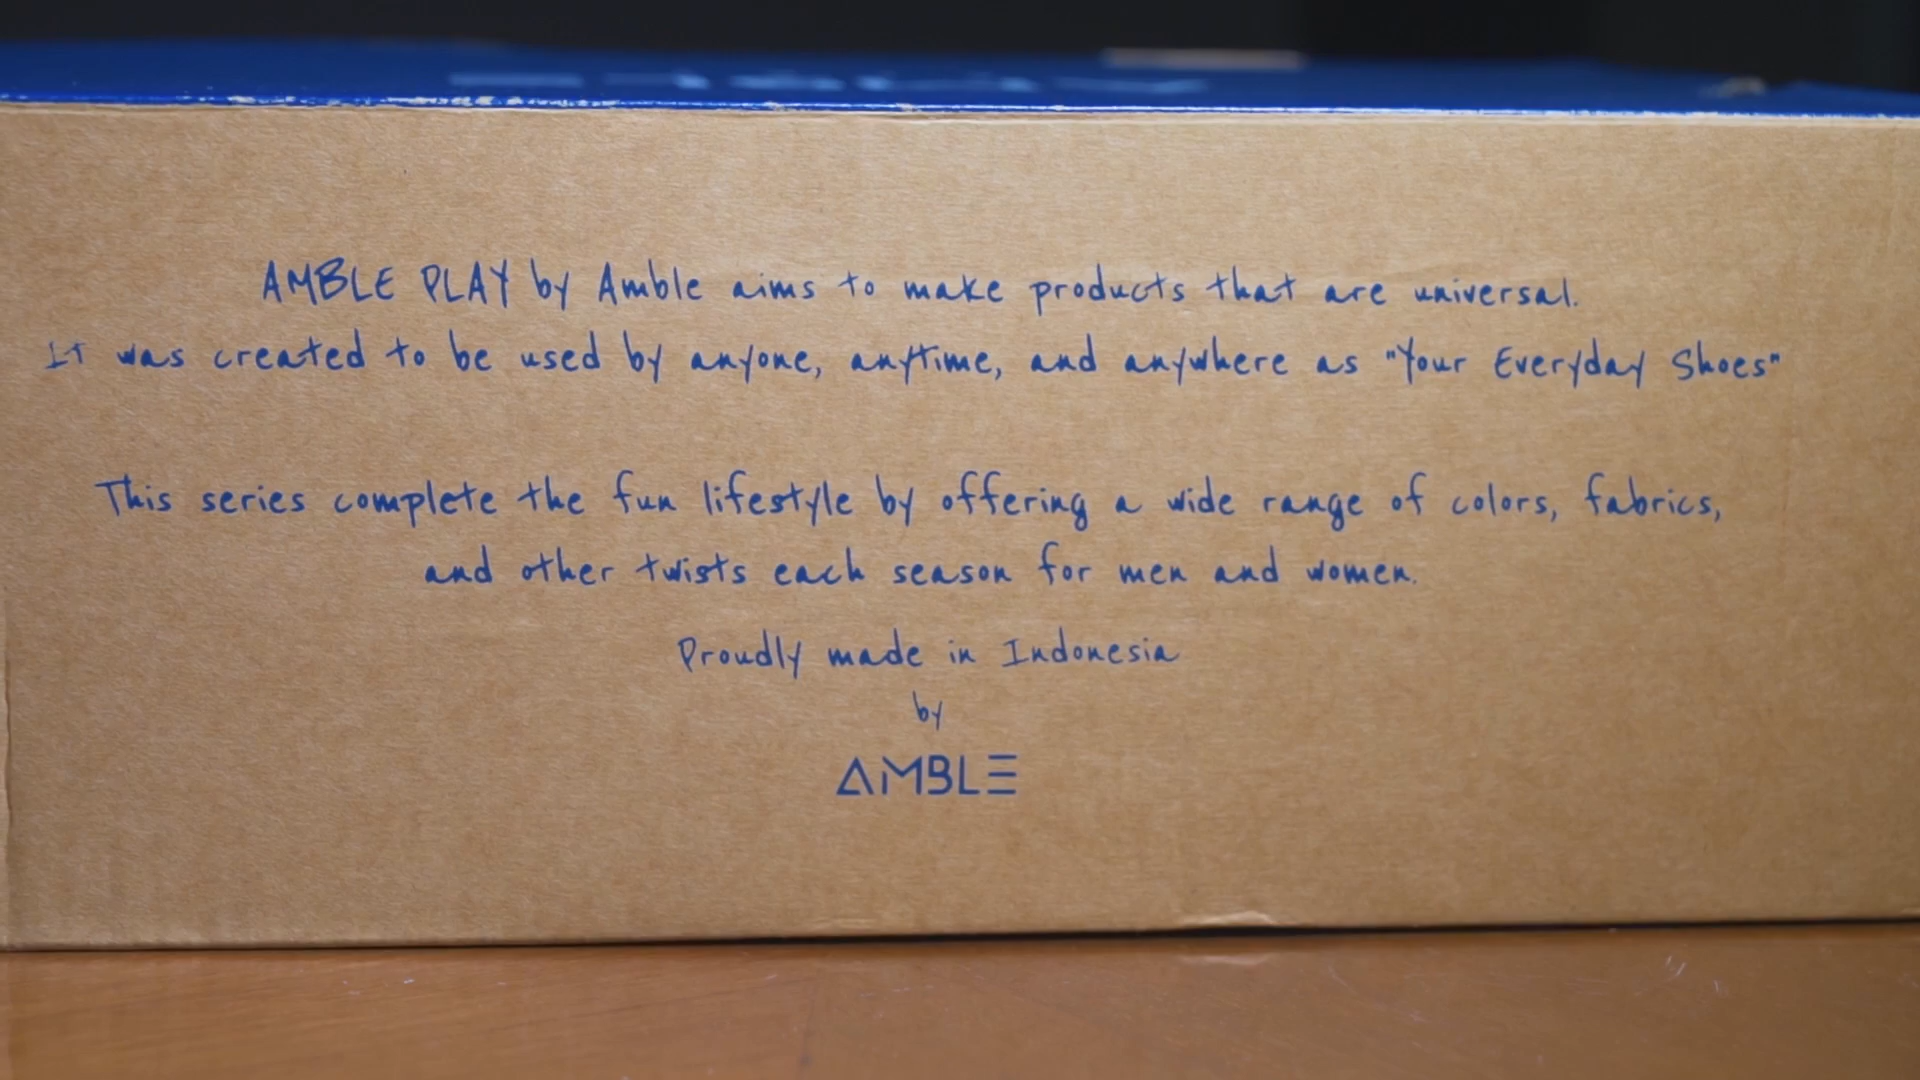 AMBLE PLAY by Amble aims to make products that are universal.
It was created to be used by anyone, anytime, and anywhere as "Your Everyday Shoes"
This series complete the fun lifestyle by offering a wide range of colors, fabrics,
and other twists each season for men and women.
Proudly made in Indonesia
by
AMBLE